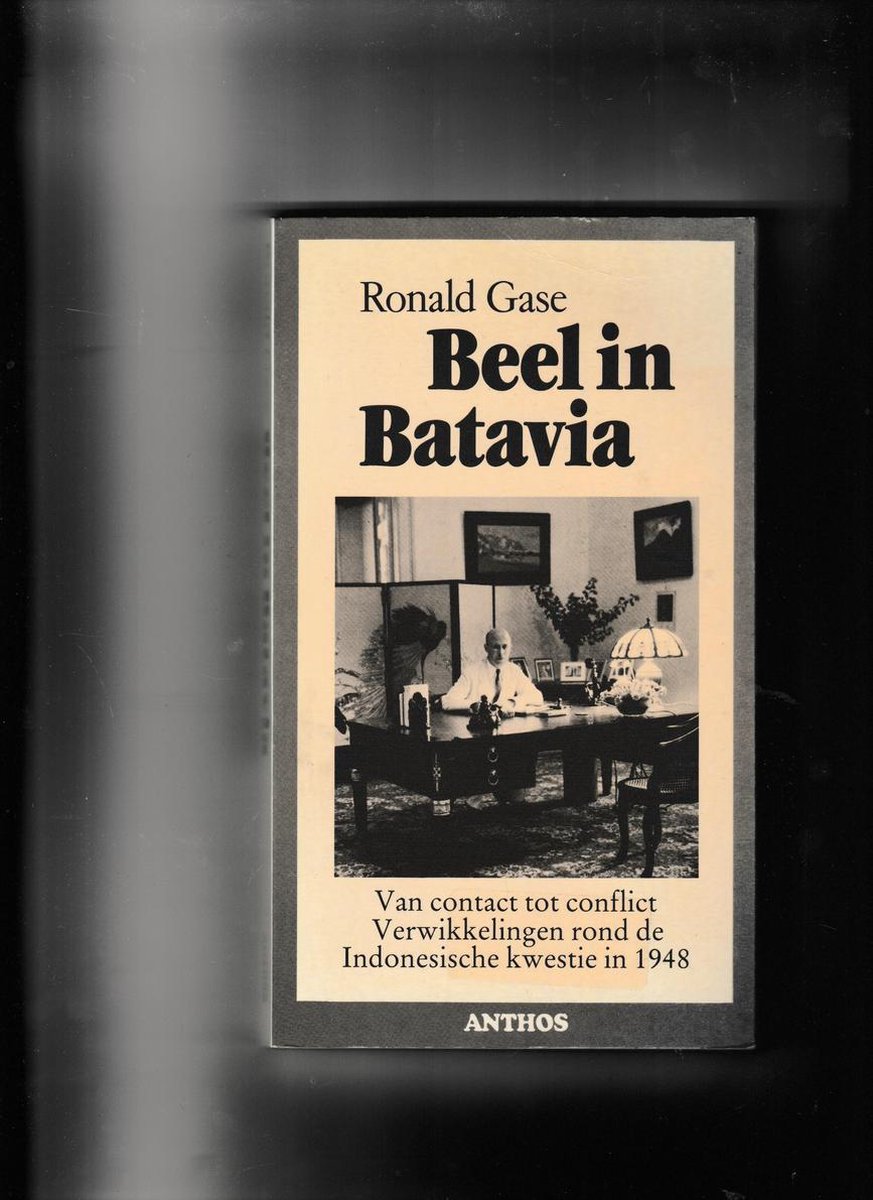 Ronald Gase
Beel in
Batavia
Van contact tot conflict
Verwikkelingen rond de
Indonesische kwestie in 1948
ANTHOS